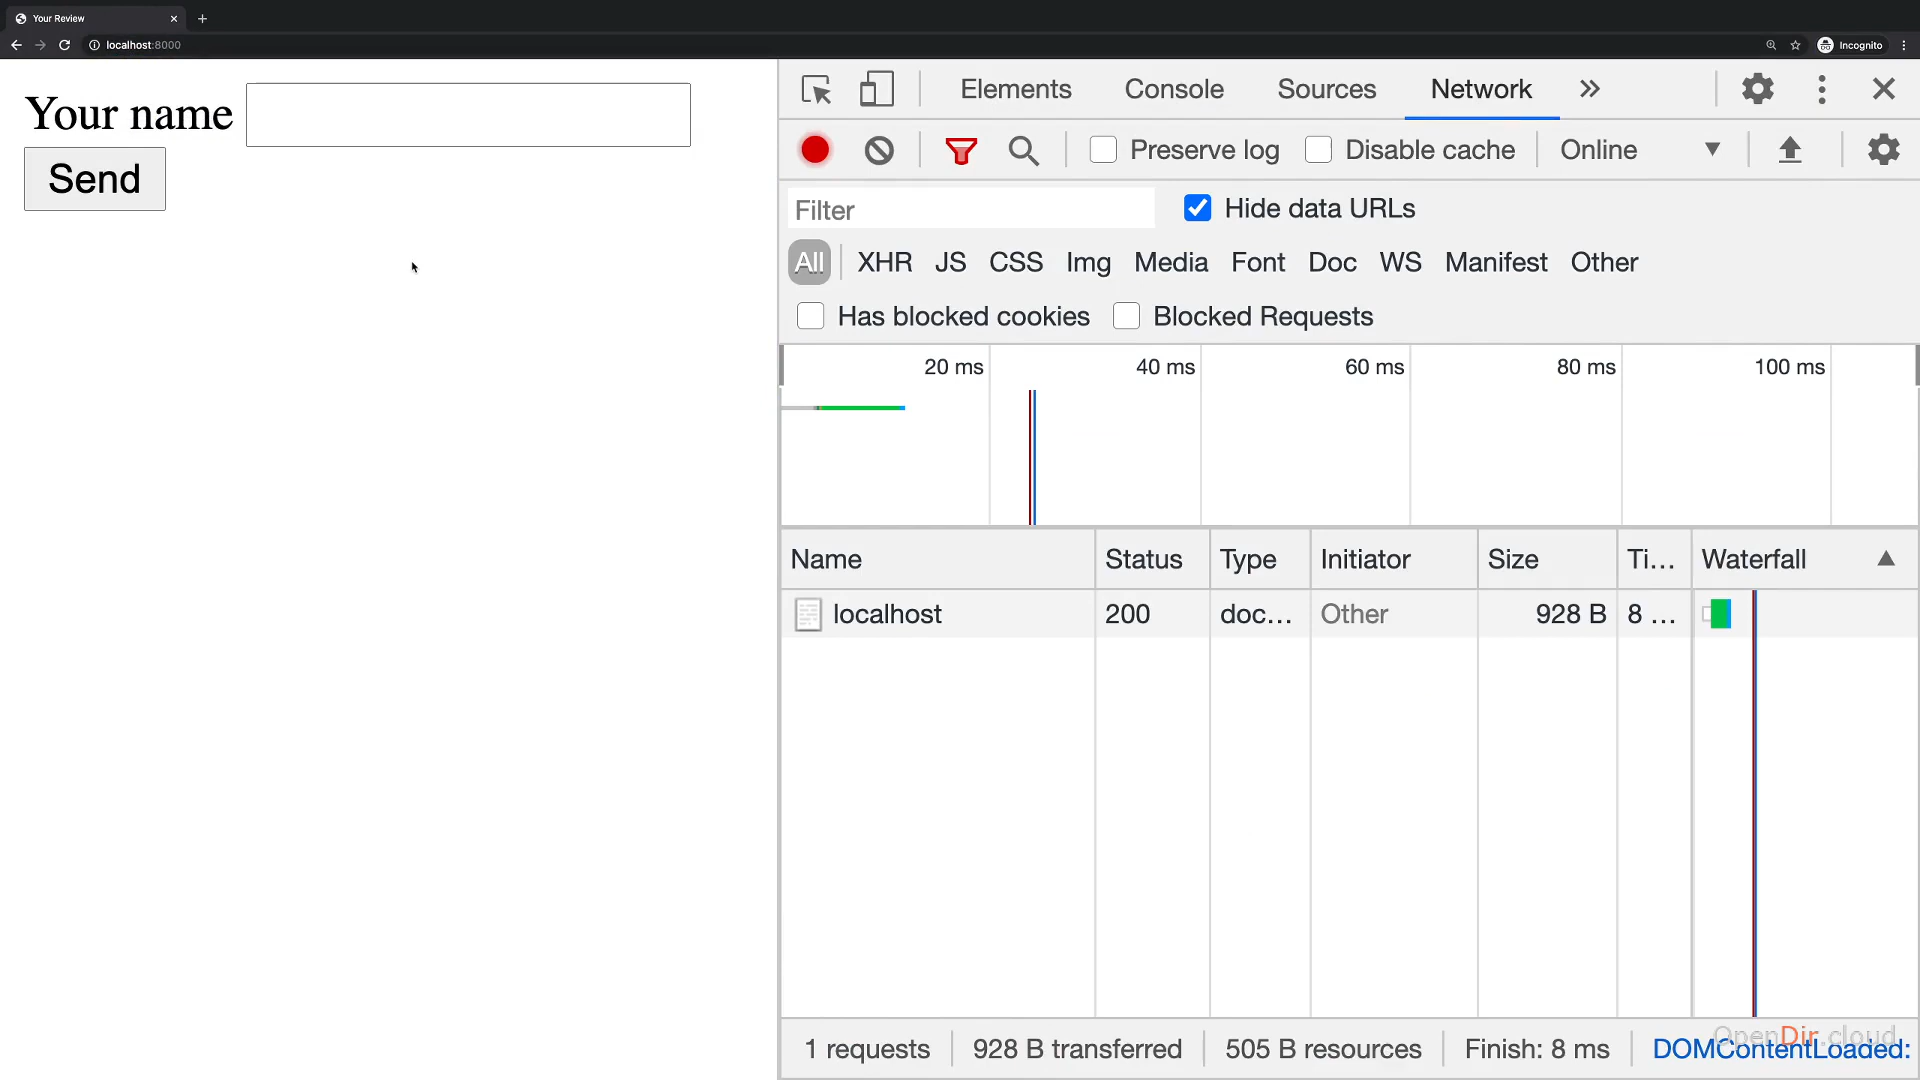 Your Review
localhost:8000
Incognito
Your name
Send
Elements Console Sources Network
Preserve log Disable cache Online
Filter Hide data URLs
All XHR JS CSS Img Media Font Doc WS Manifest Other
Has blocked cookies Blocked Requests
20 ms 40 ms 60 ms 80 ms 100 ms
Name Status Type Initiator Size Ti... Waterfall
localhost 200 doc... Other 928 B 8 ...
1 requests 928 B transferred 505 B resources Finish: 8 ms DOMContentLoaded:
OpenDir.cloud